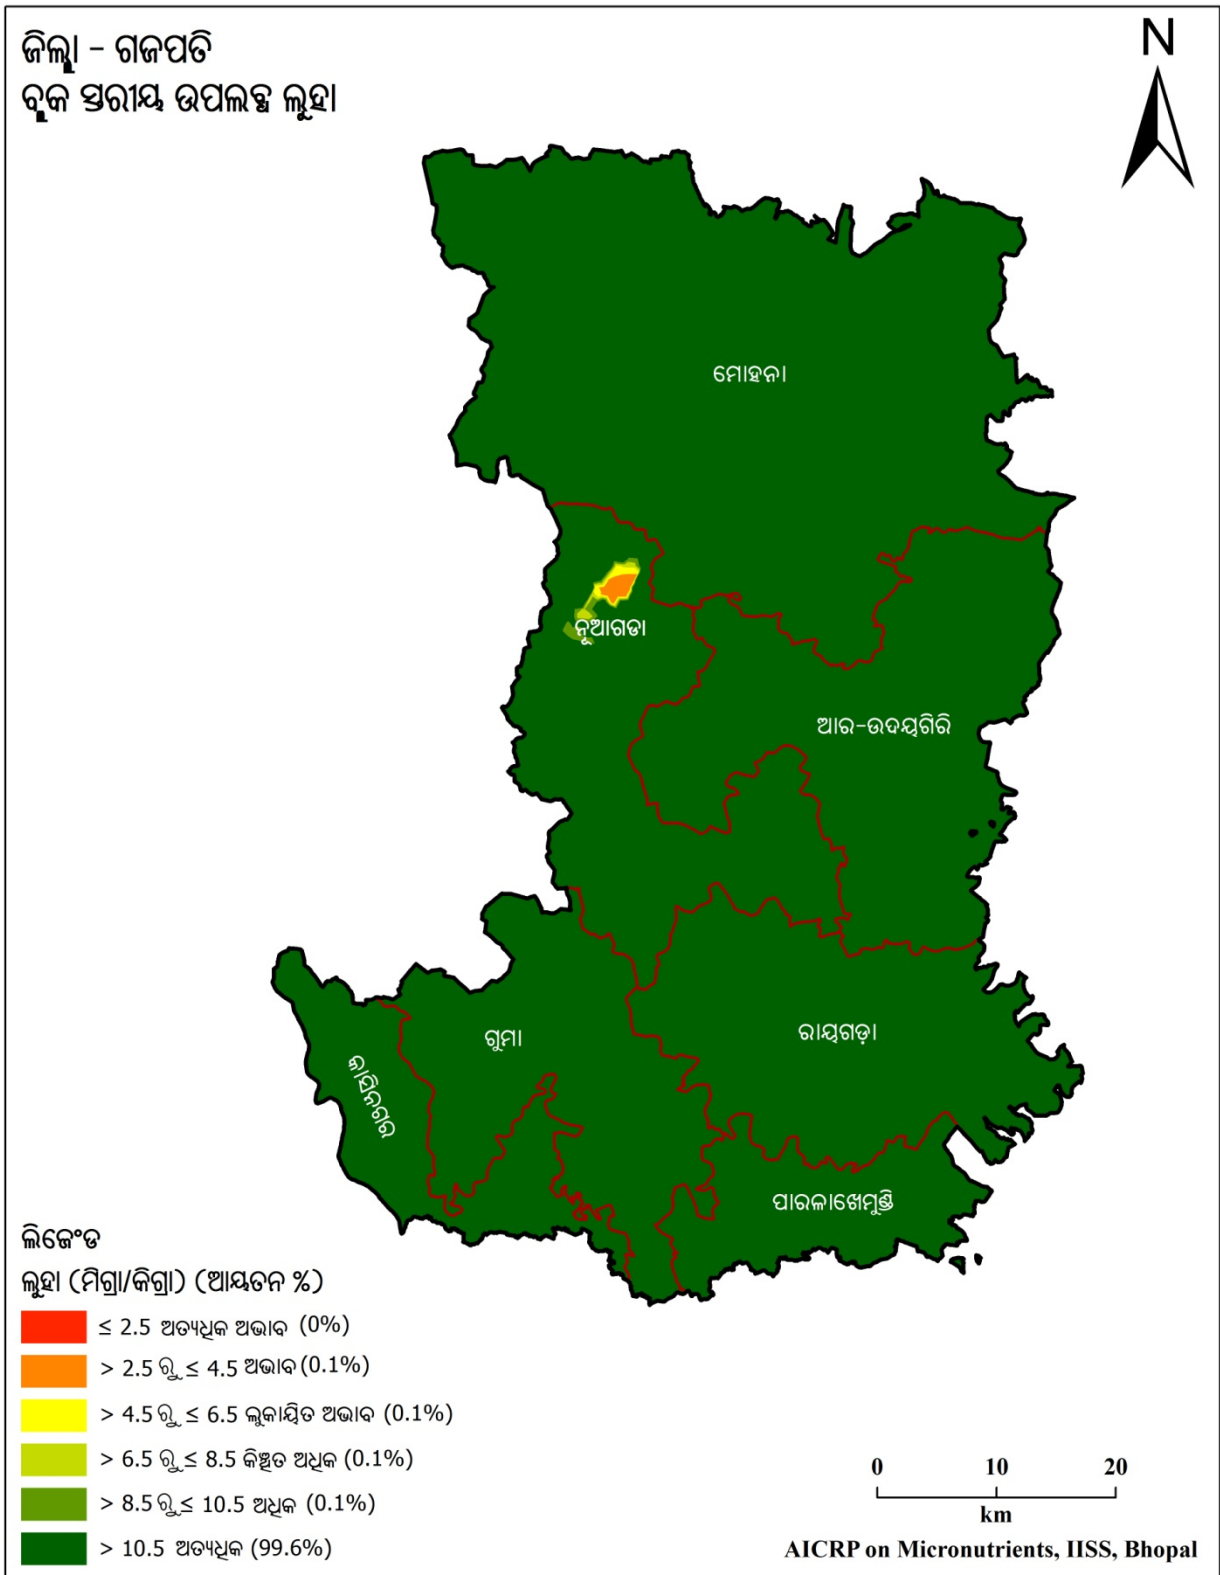 ଜିଲ୍ଲା - ଗଜପତି
ବ୍ଲକ ସ୍ତରୀୟ ଉପଲବ୍ଧ ଲୁହା
N
ମୋହନା
ନୂଆଗଡା
ଆର-ଉଦୟଗିରି
ରାୟଗଡ଼ା
ଗୁମା
କାସିନଗର
ପାରଳାଖେମୁଣ୍ଡି
ଲିଜେଂଡ
ଲୁହା (ମିଗ୍ରା/କିଗ୍ରା) (ଆୟତନ %)
≤ 2.5 ଅତ୍ୟଧିକ ଅଭାବ (0%)
> 2.5 ରୁ ≤ 4.5 ଅଭାବ (0.1%)
> 4.5 ରୁ ≤ 6.5 ଲୁକାୟିତ ଅଭାବ (0.1%)
> 6.5 ରୁ ≤ 8.5 କିଞ୍ଚିତ ଅଧିକ (0.1%)
> 8.5 ରୁ ≤ 10.5 ଅଧିକ (0.1%)
> 10.5 ଅତ୍ୟଧିକ (99.6%)
0 10 20
km
AICRP on Micronutrients, IISS, Bhopal